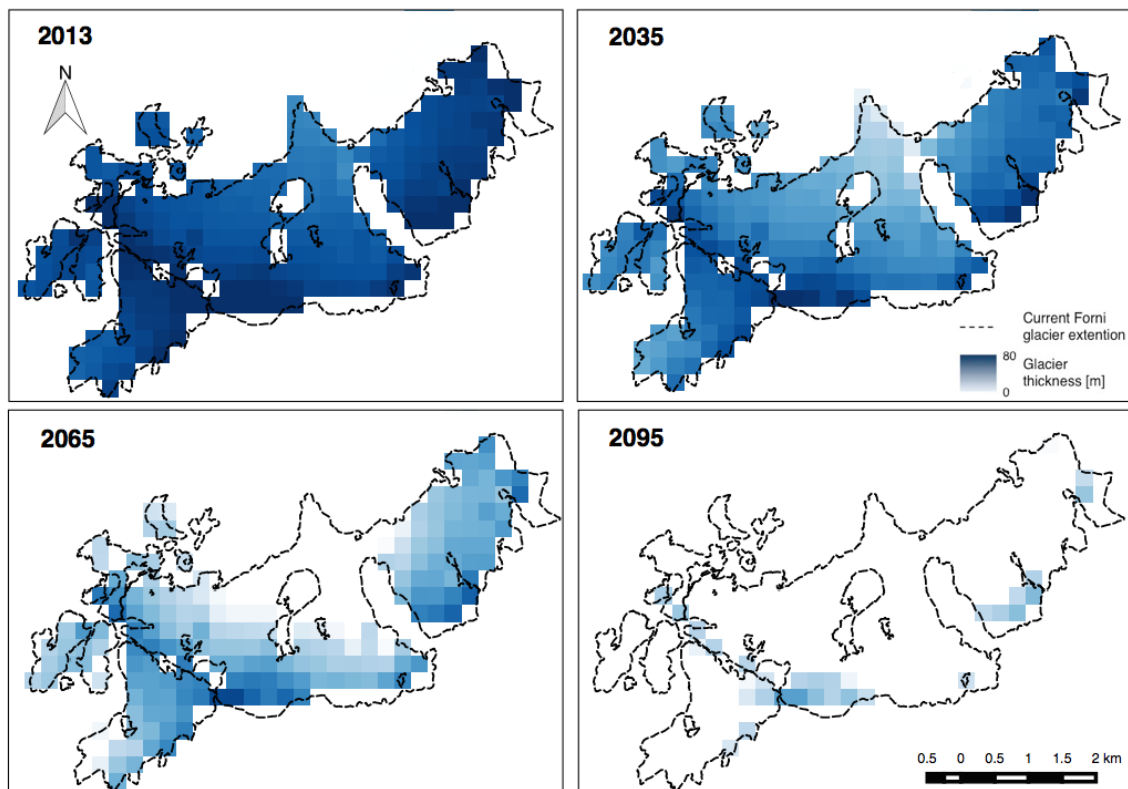 2013
N
2035
Current Forni
glacier extention
80
Glacier
thickness [m]
0
2065
2095
0.5 0 0.5 1 1.5 2 km